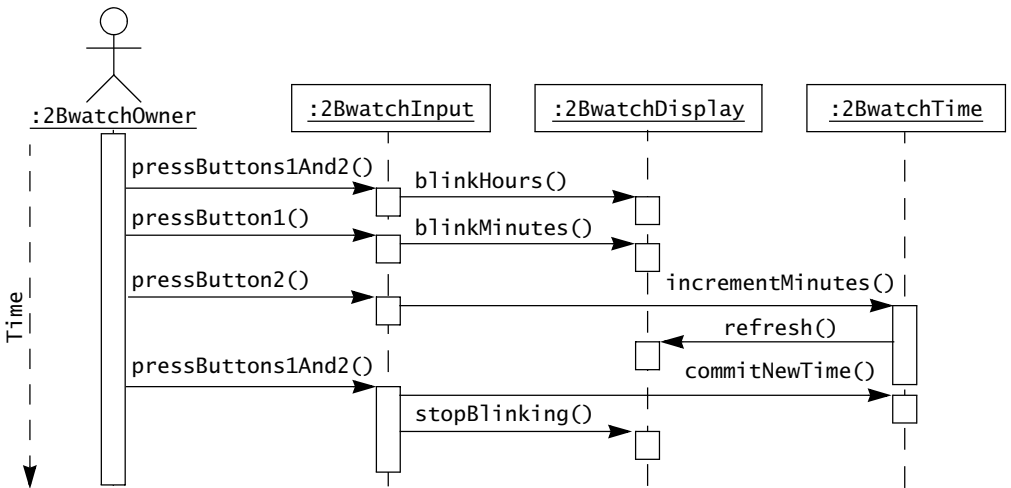 :2BwatchOwner
:2BwatchInput
:2BwatchDisplay
:2BwatchTime
pressButtons1And2()
blinkHours()
pressButton1()
blinkMinutes()
pressButton2()
incrementMinutes()
Time
refresh()
pressButtons1And2()
commitNewTime()
stopBlinking()